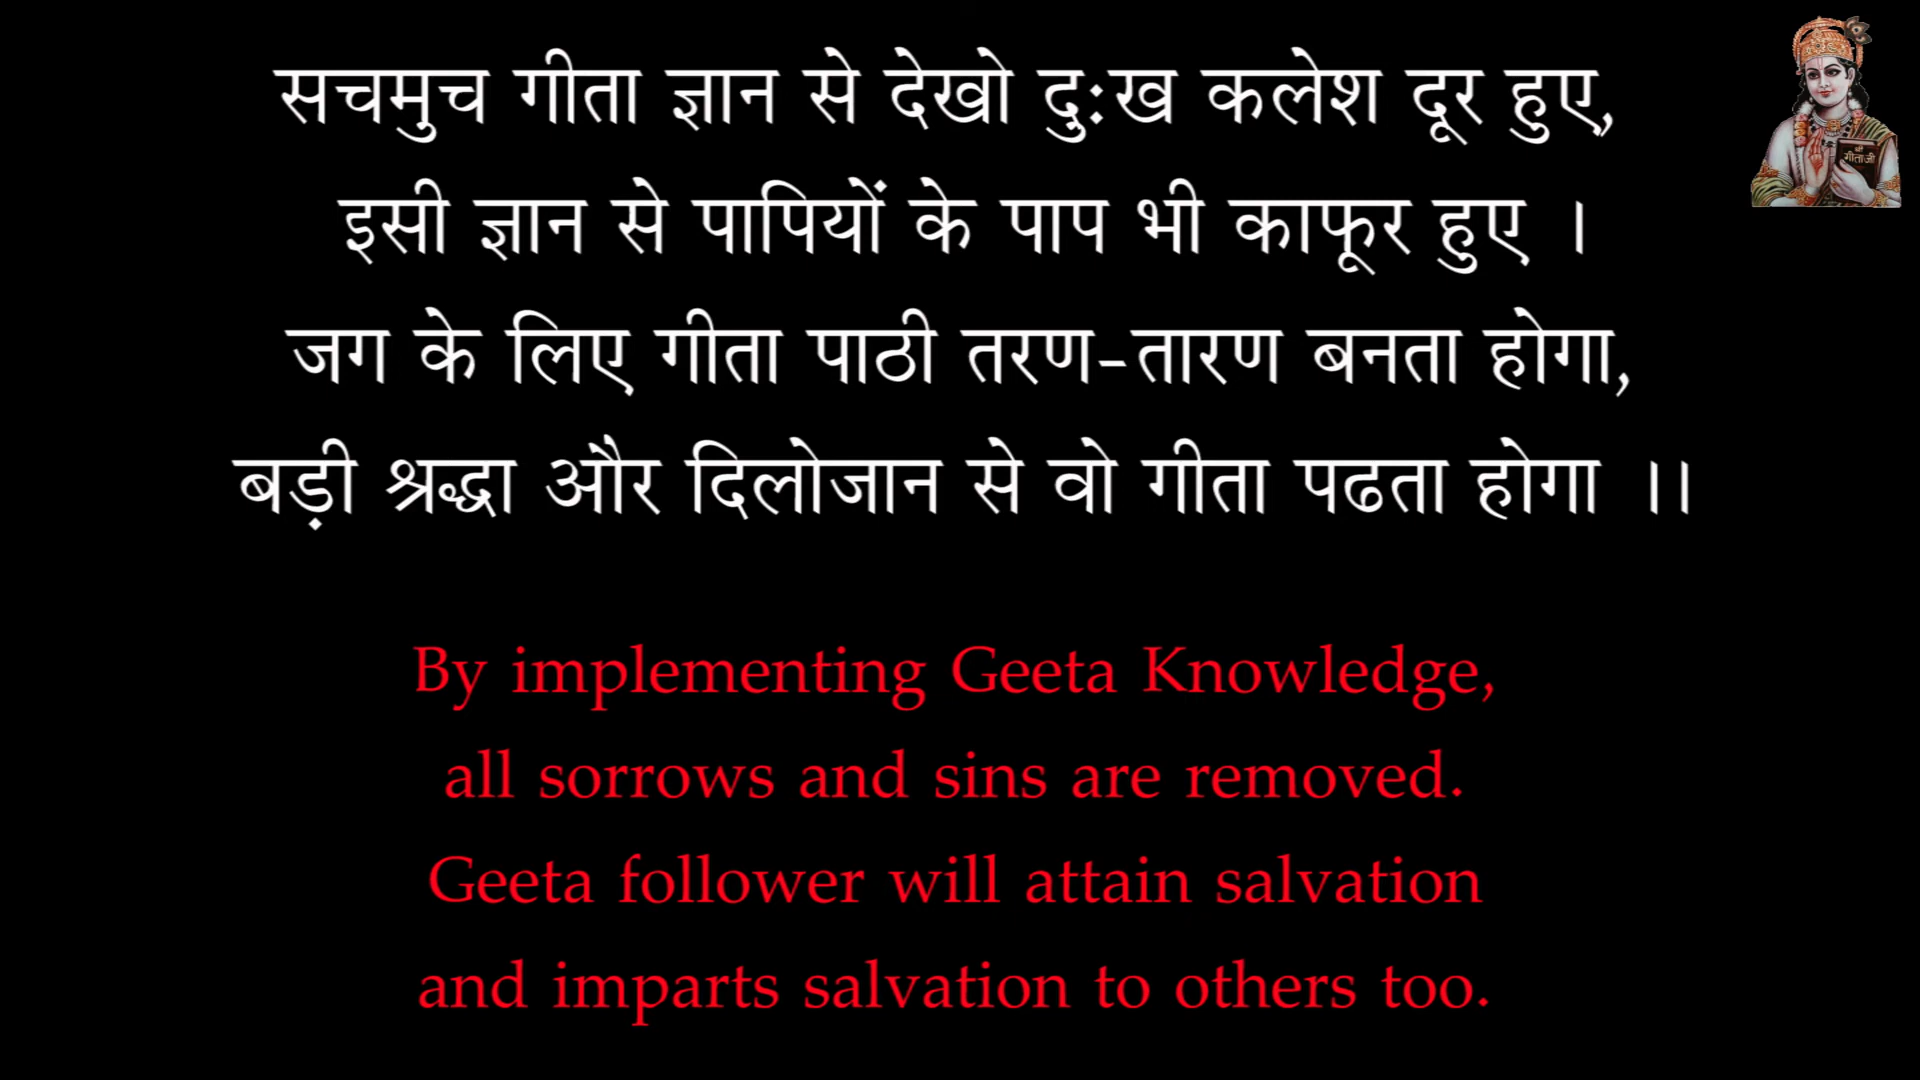 सचमुच गीता ज्ञान से देखो दुःख कलेश दूर हुए,
इसी ज्ञान से पापियों के पाप भी काफूर हुए ।
जग के लिए गीता पाठी तरण-तारण बनता होगा,
बड़ी श्रद्धा और दिलोजान से वो गीता पढता होगा ।।
By implementing Geeta Knowledge,
all sorrows and sins are removed.
Geeta follower will attain salvation
and imparts salvation to others too.
श्री
गीताजी